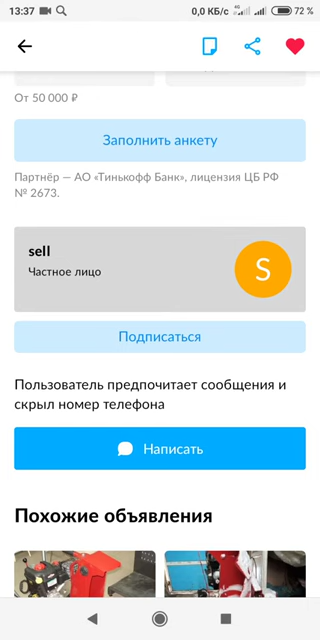 13:37
0,0 КБ/с 4G 72 %
От 50 000 ₽
Заполнить анкету
Партнёр — АО «Тинькофф Банк», лицензия ЦБ РФ
№ 2673.
sell
Частное лицо
S
Подписаться
Пользователь предпочитает сообщения и
скрыл номер телефона
Написать
Похожие объявления